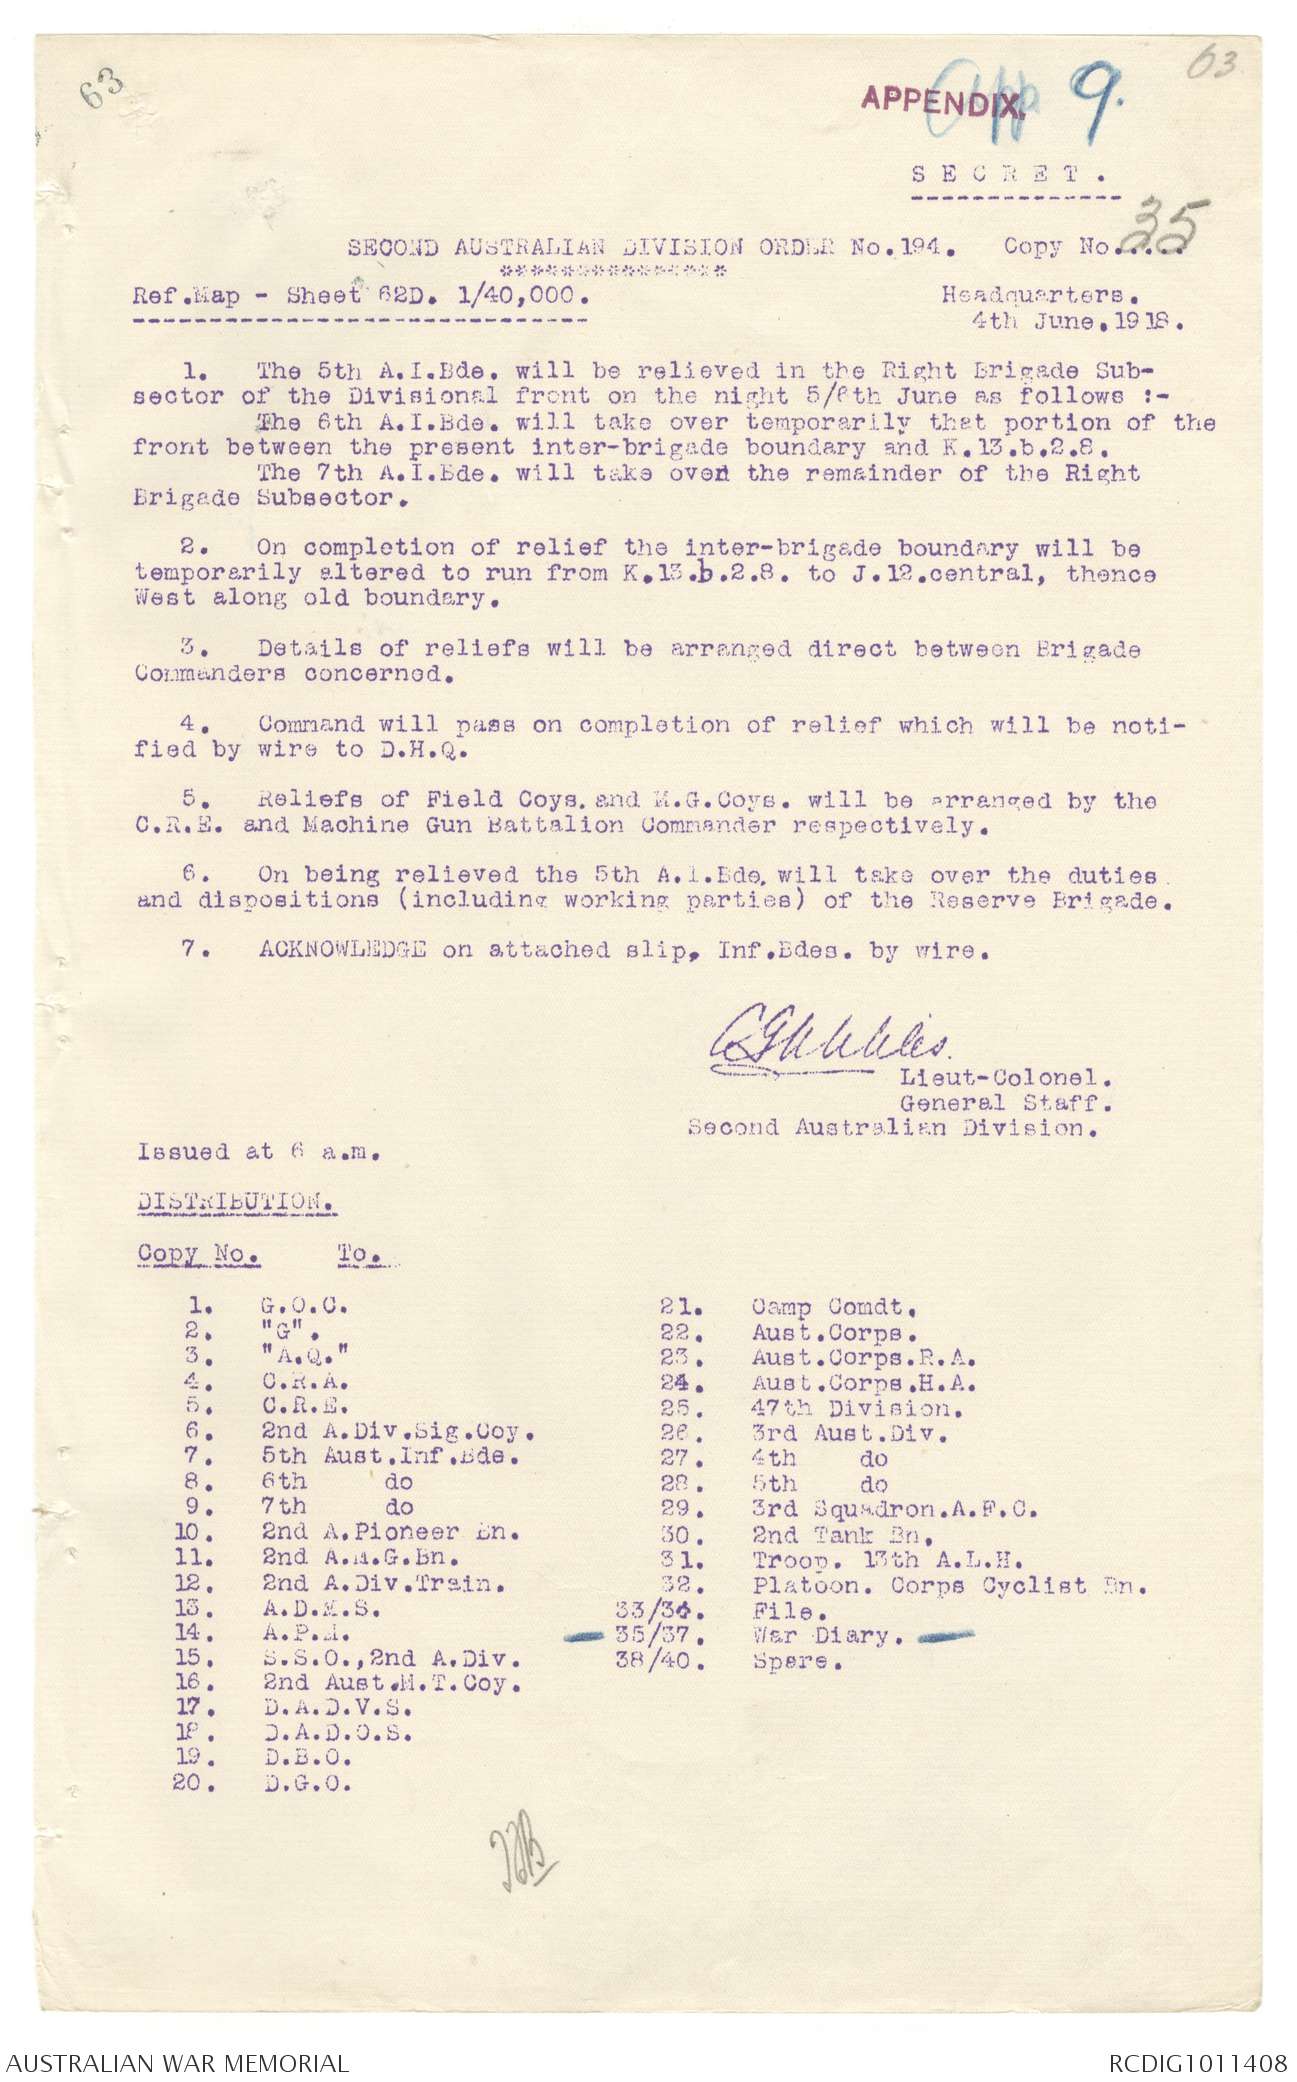 63
63
APPENDIX.
App 9.
SECRET.
SECOND AUSTRALIAN DIVISION ORDER No.194. Copy No.... 35
****************
Ref.Map - Sheet 62D. 1/40,000. Headquarters.
4th June.1918.
1. The 5th A.I.Bde. will be relieved in the Right Brigade Sub-
sector of the Divisional front on the night 5/6th June as follows :-
The 6th A.I.Bde. will take over temporarily that portion of the
front between the present inter-brigade boundary and K.13.b.2.8.
The 7th A.I.Bde. will take over the remainder of the Right
Brigade Subsector.
2. On completion of relief the inter-brigade boundary will be
temporarily altered to run from K.13.b.2.8. to J.12.central, thence
West along old boundary.
3. Details of reliefs will be arranged direct between Brigade
Commanders concerned.
4. Command will pass on completion of relief which will be noti-
fied by wire to D.H.Q.
5. Reliefs of Field Coys. and M.G.Coys. will be arranged by the
C.R.E. and Machine Gun Battalion Commander respectively.
6. On being relieved the 5th A.I.Bde. will take over the duties
and dispositions (including working parties) of the Reserve Brigade.
7. ACKNOWLEDGE on attached slip, Inf.Bdes. by wire.
Lieut-Colonel.
General Staff.
Second Australian Division.
Issued at 6 a.m.
DISTRIBUTION.
Copy No. To.
1. G.O.C. 21. Camp Comdt.
2. "G". 22. Aust.Corps.
3. "A.Q." 23. Aust.Corps.R.A.
4. C.R.A. 24. Aust.Corps.H.A.
5. C.R.E. 25. 47th Division.
6. 2nd A.Div.Sig.Coy. 26. 3rd Aust.Div.
7. 5th Aust.Inf.Bde. 27. 4th do
8. 6th do 28. 5th do
9. 7th do 29. 3rd Squadron.A.F.C.
10. 2nd A.Pioneer Bn. 30. 2nd Tank Bn.
11. 2nd A.M.G.Bn. 31. Troop. 13th A.L.H.
12. 2nd A.Div.Train. 32. Platoon. Corps Cyclist Bn.
13. A.D.M.S. 33/34. File.
14. A.P.M. 35/37. War Diary.
15. S.S.O.,2nd A.Div. 38/40. Spare.
16. 2nd Aust.M.T.Coy.
17. D.A.D.V.S.
18. D.A.D.O.S.
19. D.B.O.
20. D.G.O.
AUSTRALIAN WAR MEMORIAL RCDIG1011408